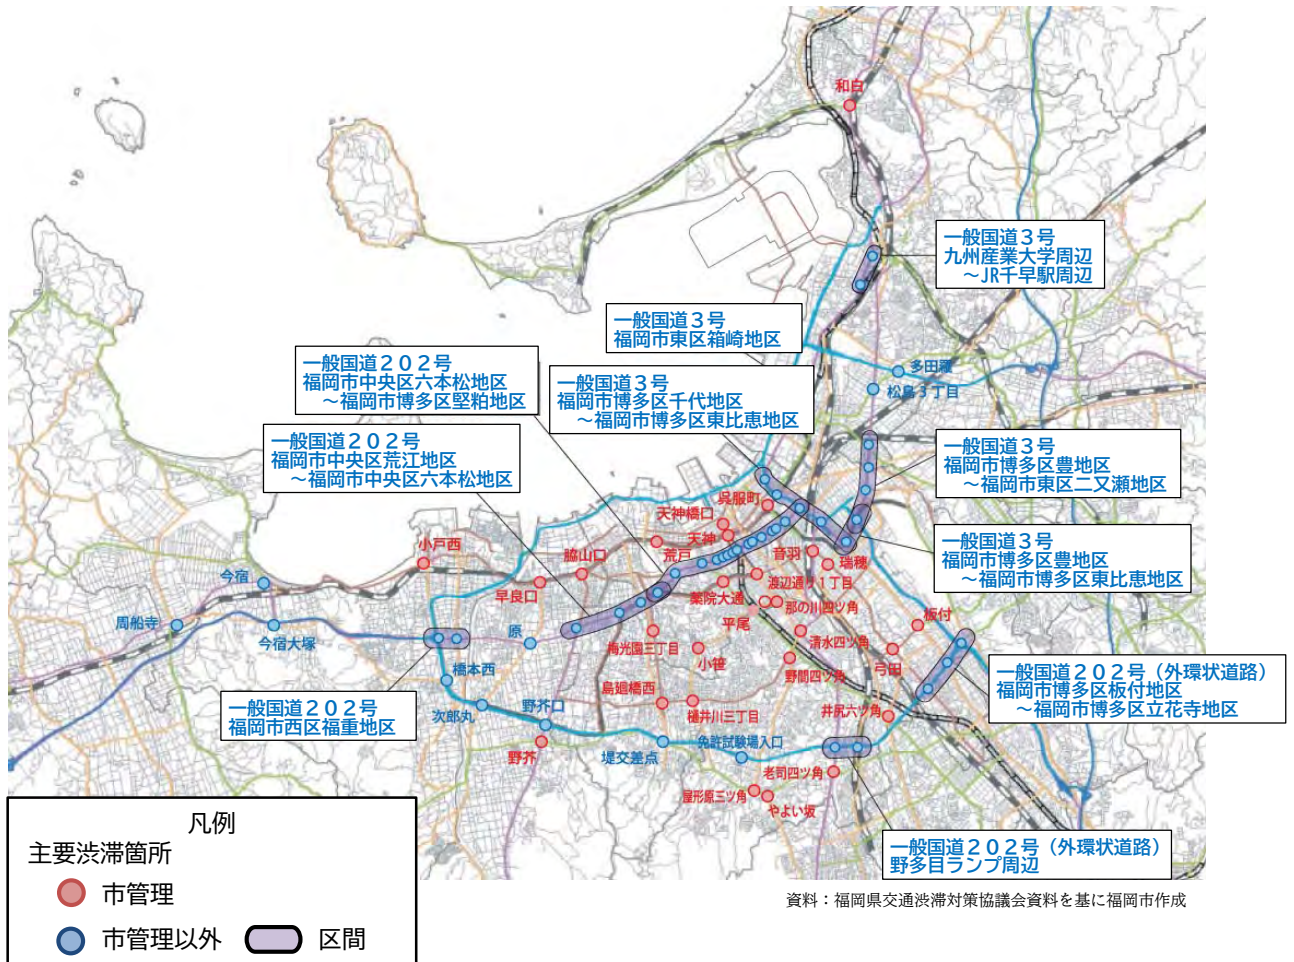 和白
一般国道３号
九州産業大学周辺
～JR千早駅周辺
一般国道３号
福岡市東区箱崎地区
一般国道２０２号
福岡市中央区六本松地区
～福岡市博多区堅粕地区
一般国道３号
福岡市博多区千代地区
～福岡市博多区東比恵地区
多田羅
松島３丁目
一般国道２０２号
福岡市中央区荒江地区
～福岡市中央区六本松地区
一般国道３号
福岡市博多区豊地区
～福岡市東区二又瀬地区
呉服町
天神橋口
天神
一般国道３号
福岡市博多区豊地区
～福岡市博多区東比恵地区
小戸西
脇山口
荒戸
音羽
瑞穂
今宿
早良口
渡辺通り１丁目
薬院大通
那の川四ツ角
周船寺
今宿大塚
原
平尾
板付
梅光園三丁目
小笹
清水四ツ角
野間四ツ角
弓田
橋本西
一般国道２０２号（外環状道路）
福岡市博多区板付地区
～福岡市博多区立花寺地区
一般国道２０２号
福岡市西区福重地区
次郎丸
野芥口
島廻橋西
樋井川三丁目
井尻六ツ角
野芥
堤交差点
免許試験場入口
老司四ツ角
屋形原三ツ角
やよい坂
一般国道２０２号（外環状道路）
野多目ランプ周辺
凡例
主要渋滞箇所
市管理
市管理以外
区間
資料：福岡県交通渋滞対策協議会資料を基に福岡市作成